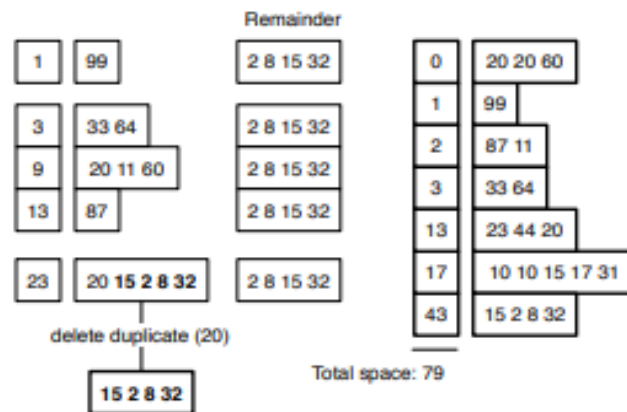 Remainder
1 99 2 8 15 32
3 33 64 2 8 15 32
9 20 11 60 2 8 15 32
13 87 2 8 15 32
23 20 15 2 8 32 2 8 15 32
delete duplicate (20)
15 2 8 32
0 20 20 60
1 99
2 87 11
3 33 64
13 23 44 20
17 10 10 15 17 31
43 15 2 8 32
Total space: 79